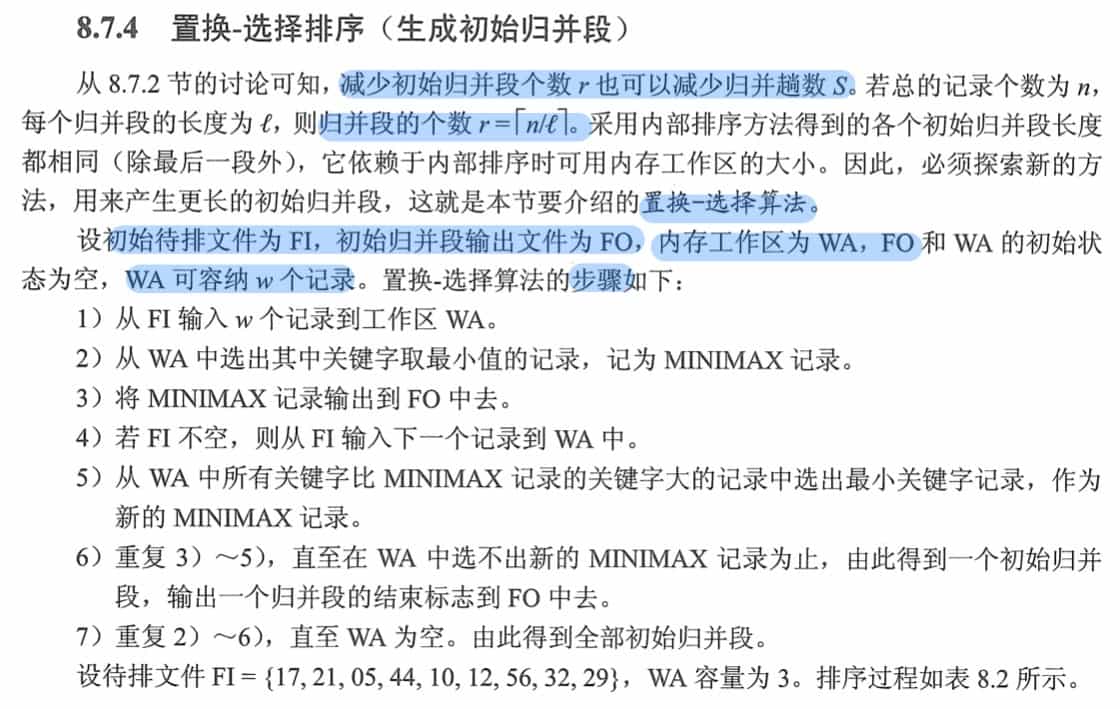 8.7.4 置换-选择排序（生成初始归并段）
从 8.7.2 节的讨论可知，减少初始归并段个数 r 也可以减少归并趟数 S。若总的记录个数为 n，
每个归并段的长度为 ℓ，则归并段的个数 r =⌈n/ℓ⌉。采用内部排序方法得到的各个初始归并段长度
都相同（除最后一段外），它依赖于内部排序时可用内存工作区的大小。因此，必须探索新的方
法，用来产生更长的初始归并段，这就是本节要介绍的置换-选择算法。
设初始待排文件为 FI，初始归并段输出文件为 FO，内存工作区为 WA，FO 和 WA 的初始状
态为空，WA 可容纳 w 个记录。置换-选择算法的步骤如下：
1）从 FI 输入 w 个记录到工作区 WA。
2）从 WA 中选出其中关键字取最小值的记录，记为 MINIMAX 记录。
3）将 MINIMAX 记录输出到 FO 中去。
4）若 FI 不空，则从 FI 输入下一个记录到 WA 中。
5）从 WA 中所有关键字比 MINIMAX 记录的关键字大的记录中选出最小关键字记录，作为
新的 MINIMAX 记录。
6）重复 3）～5），直至在 WA 中选不出新的 MINIMAX 记录为止，由此得到一个初始归并
段，输出一个归并段的结束标志到 FO 中去。
7）重复 2）～6），直至 WA 为空。由此得到全部初始归并段。
设待排文件 FI = {17, 21, 05, 44, 10, 12, 56, 32, 29}，WA 容量为 3。排序过程如表 8.2 所示。